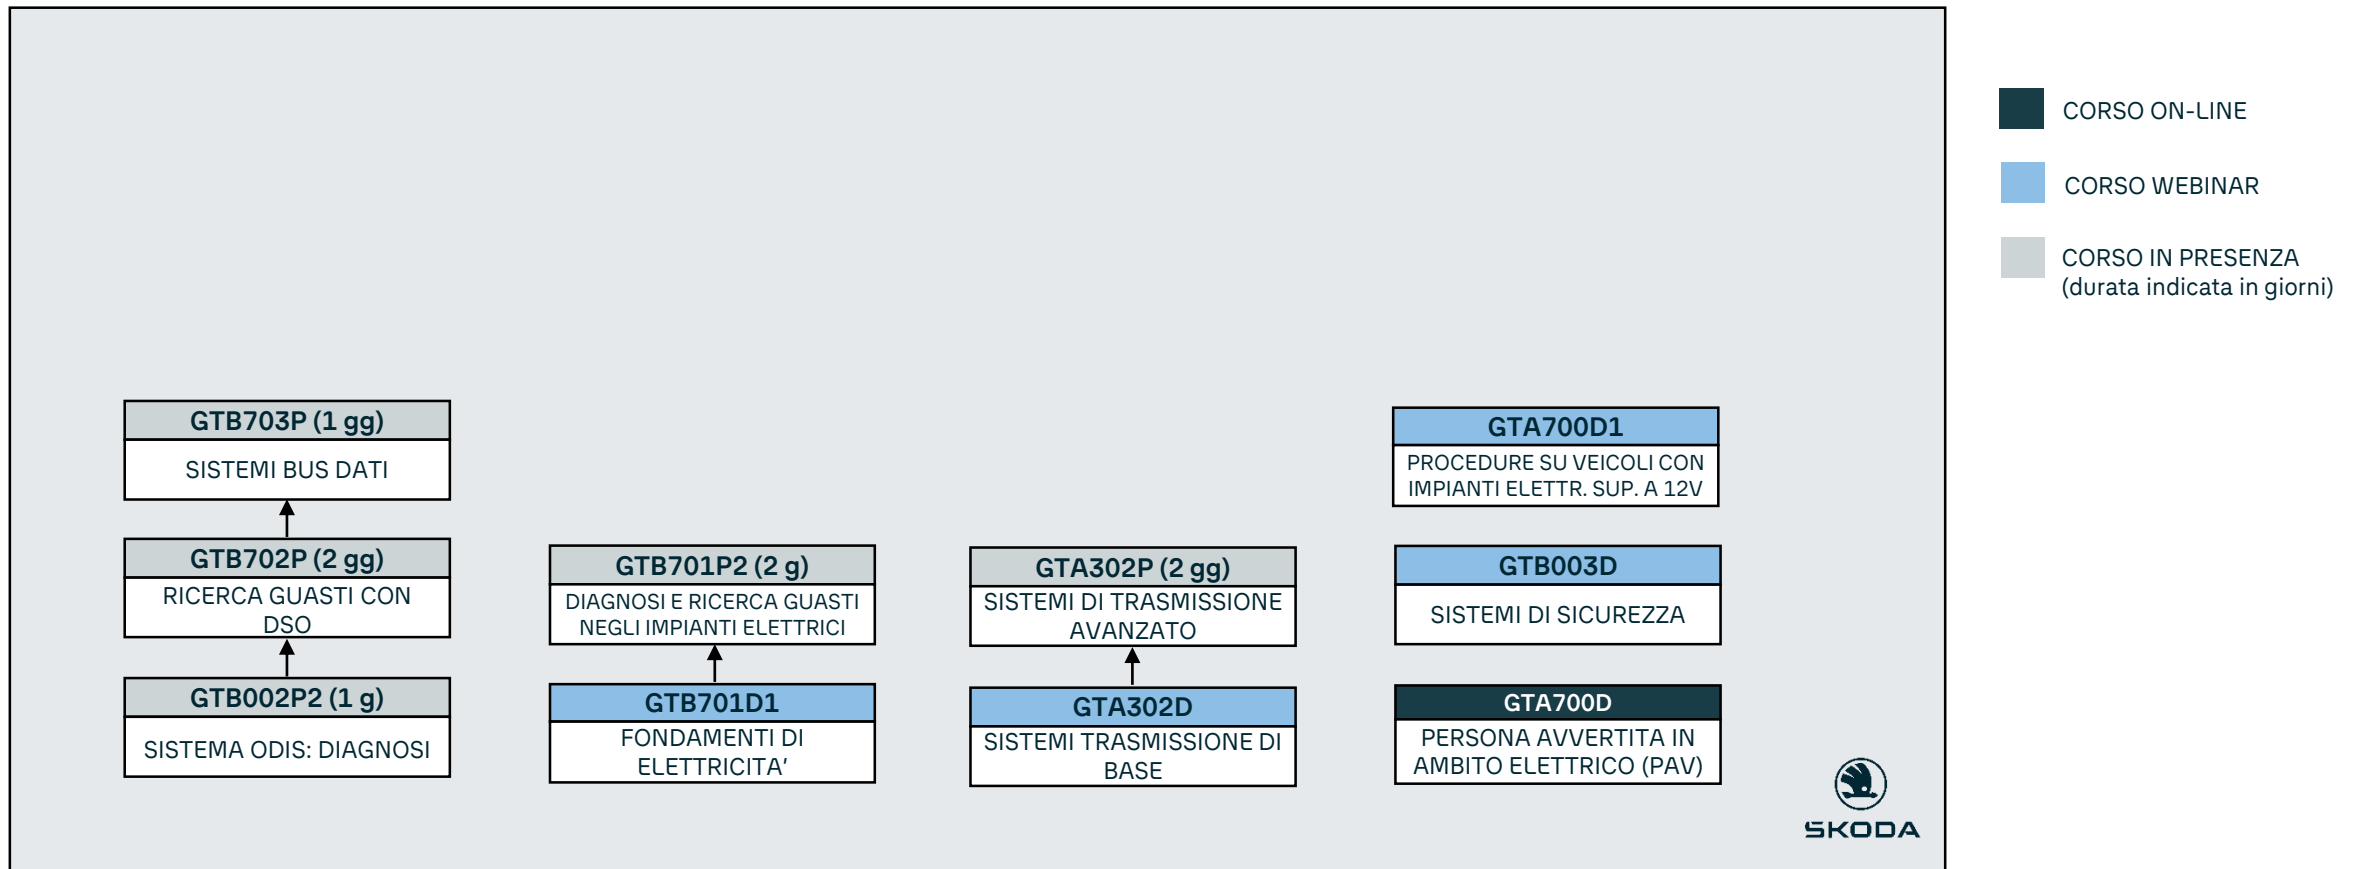 CORSO ON-LINE
CORSO WEBINAR
CORSO IN PRESENZA
(durata indicata in giorni)
GTB703P (1 gg)
SISTEMI BUS DATI
GTB702P (2 gg)
RICERCA GUASTI CON
DSO
GTB002P2 (1 g)
SISTEMA ODIS: DIAGNOSI
GTB701P2 (2 g)
DIAGNOSI E RICERCA GUASTI
NEGLI IMPIANTI ELETTRICI
GTB701D1
FONDAMENTI DI
ELETTRICITA’
GTA302P (2 gg)
SISTEMI DI TRASMISSIONE
AVANZATO
GTA302D
SISTEMI TRASMISSIONE DI
BASE
GTA700D1
PROCEDURE SU VEICOLI CON
IMPIANTI ELETTR. SUP. A 12V
GTB003D
SISTEMI DI SICUREZZA
GTA700D
PERSONA AVVERTITA IN
AMBITO ELETTRICO (PAV)
ŠKODA